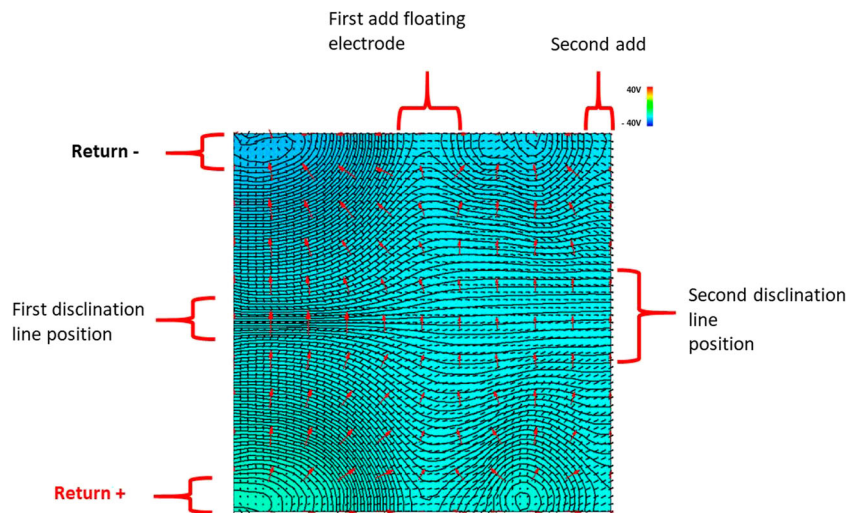 First add floating
electrode
Second add
40V
- 40V
Return -
First disclination
line position
Second disclination
line
position
Return +